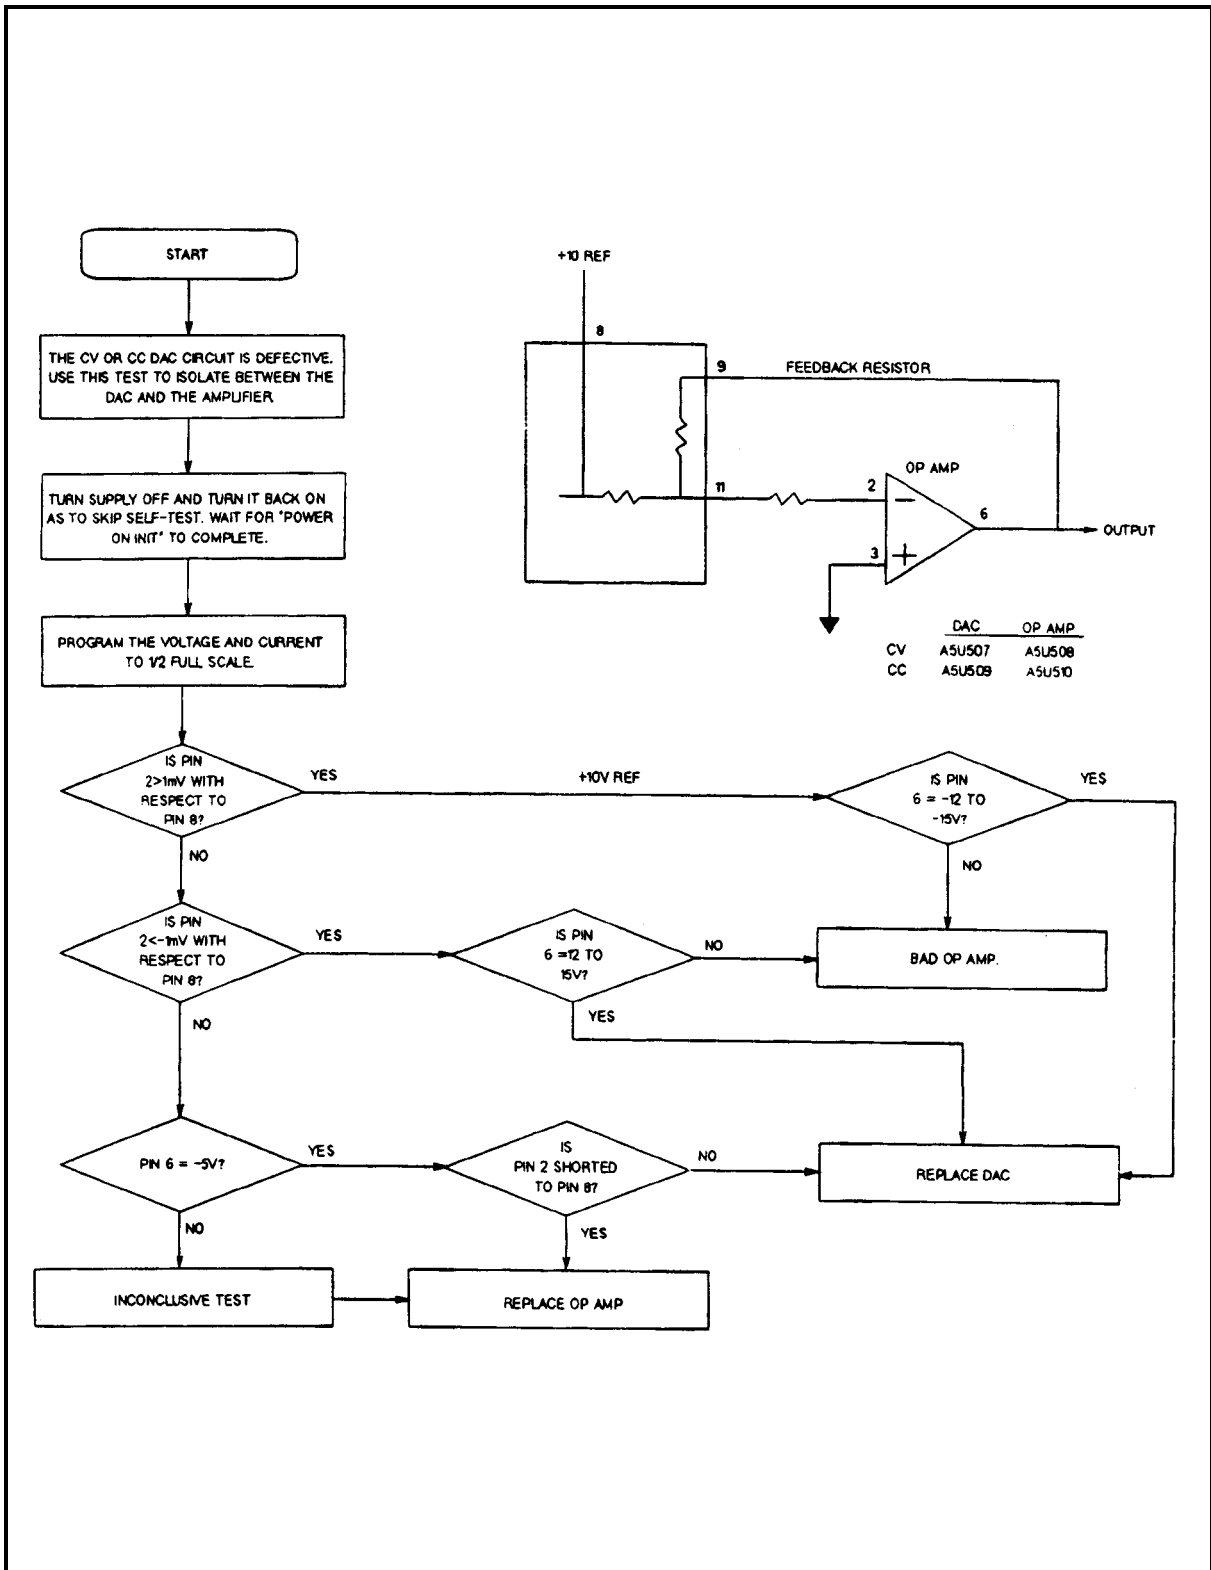 START
THE CV OR CC DAC CIRCUIT IS DEFECTIVE.
USE THIS TEST TO ISOLATE BETWEEN THE
DAC AND THE AMPLIFIER
TURN SUPPLY OFF AND TURN IT BACK ON
AS TO SKIP SELF-TEST. WAIT FOR "POWER
ON INIT" TO COMPLETE.
PROGRAM THE VOLTAGE AND CURRENT
TO 1/2 FULL SCALE.
+10 REF
8
9
FEEDBACK RESISTOR
11
OP AMP
2
−
6
OUTPUT
3
+
DAC OP AMP
CV A5U507 A5U508
CC A5U509 A5U510
IS PIN
2>1mV WITH
RESPECT TO
PIN 8?
YES
+10V REF
IS PIN
6 = -12 TO
-15V?
YES
NO
NO
IS PIN
2<-1mV WITH
RESPECT TO
PIN 8?
YES
IS PIN
6 =12 TO
15V?
NO
BAD OP AMP.
NO
YES
PIN 6 = -5V?
YES
IS
PIN 2 SHORTED
TO PIN 8?
NO
REPLACE DAC
NO
YES
INCONCLUSIVE TEST
REPLACE OP AMP